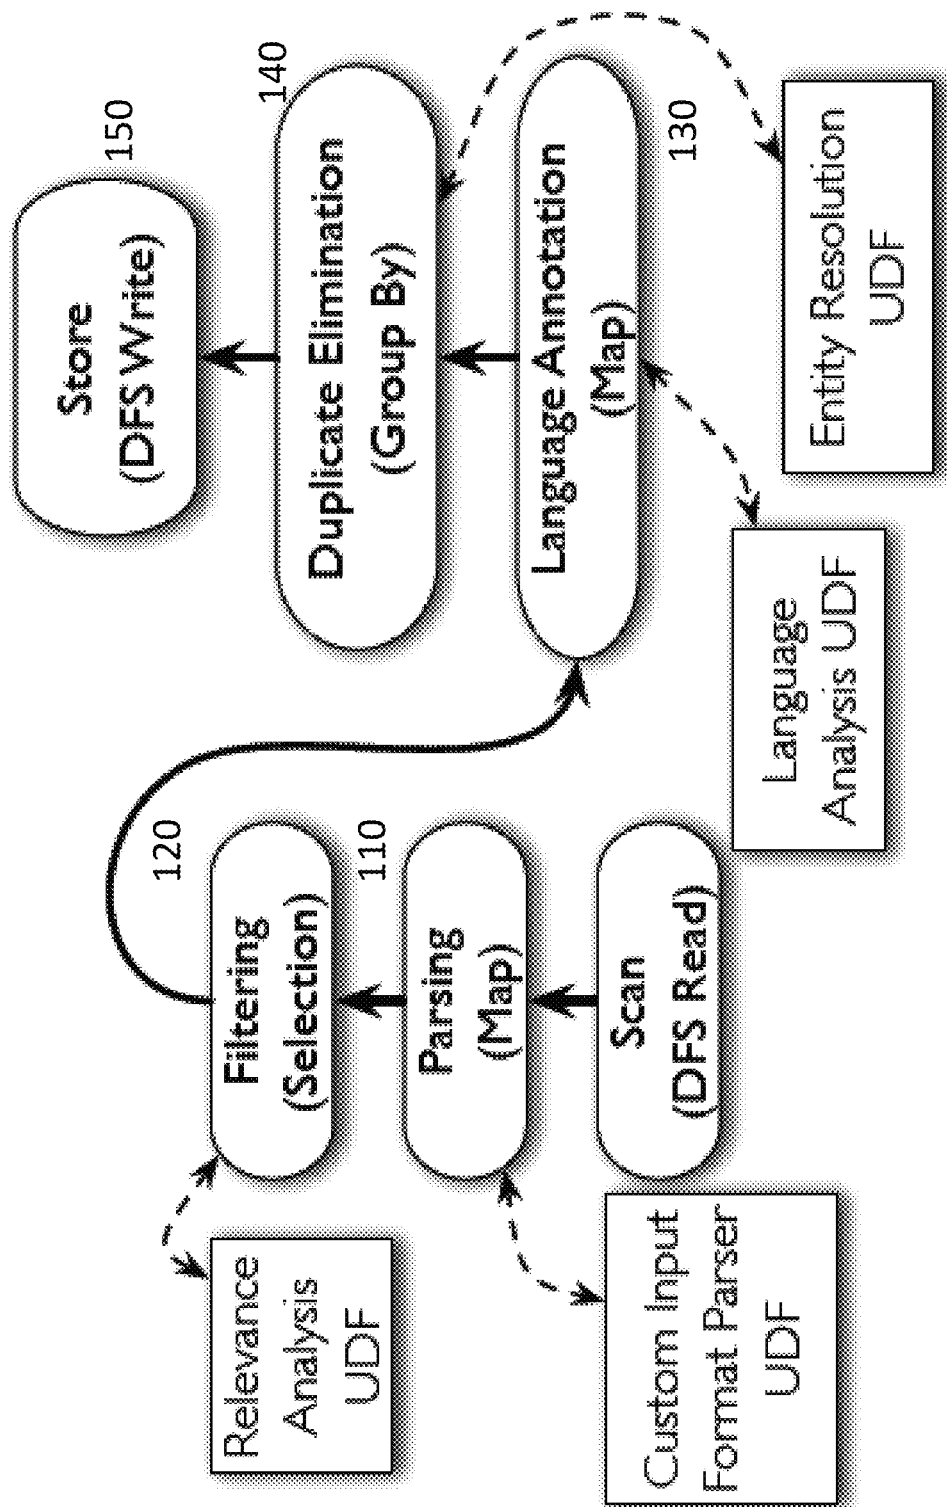 Relevance
Analysis
UDF
Custom Input
Format Parser
UDF
120
Filtering
(Selection)
110
Parsing
(Map)
Scan
(DFS Read)
150
Store
(DFS Write)
140
Duplicate Elimination
(Group By)
Language Annotation
(Map)
130
Language
Analysis UDF
Entity Resolution
UDF